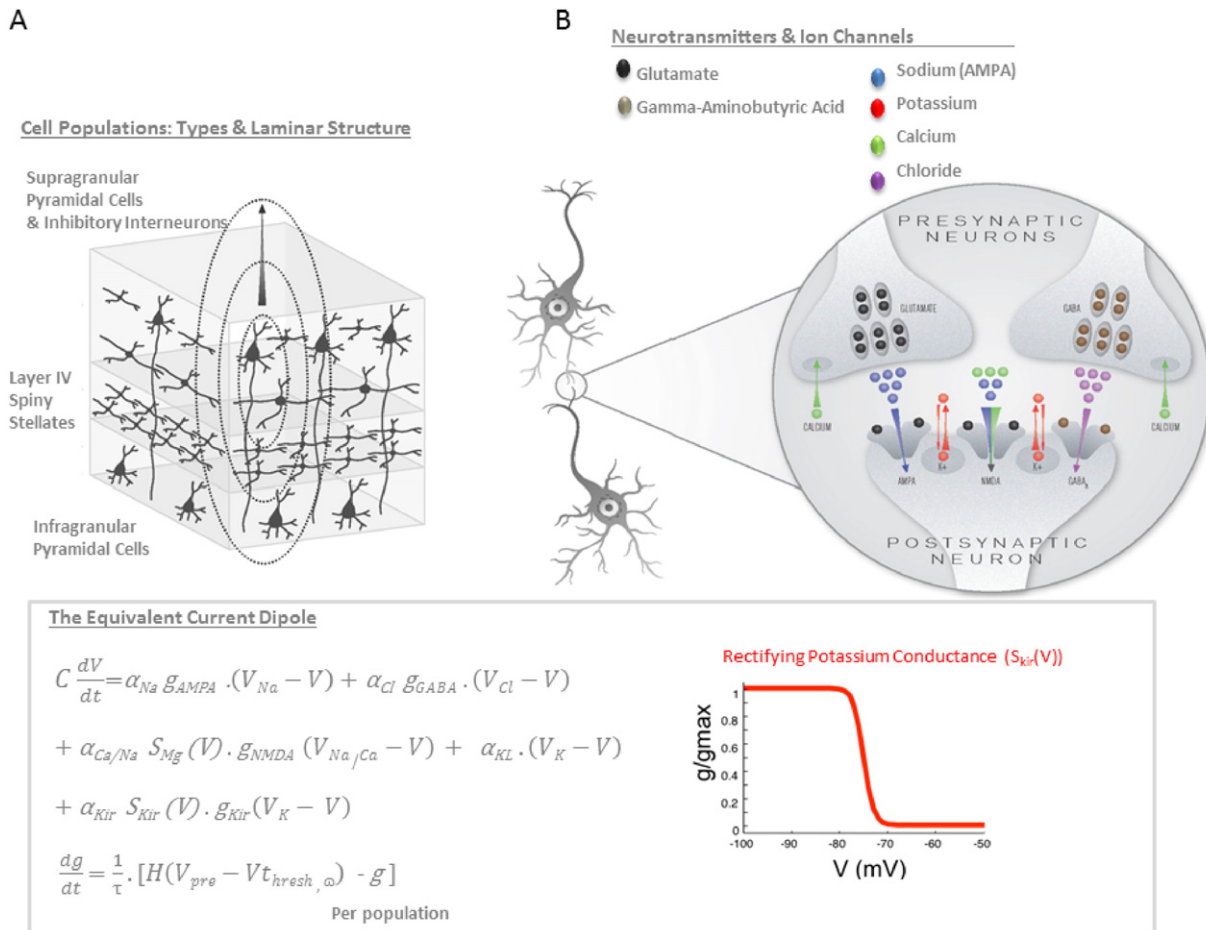 A
B
Neurotransmitters & Ion Channels
Glutamate
Gamma-Aminobutyric Acid
Sodium (AMPA)
Potassium
Calcium
Chloride
Cell Populations: Types & Laminar Structure
Supragranular
Pyramidal Cells
& Inhibitory Interneurons
Layer IV
Spiny
Stellates
Infragranular
Pyramidal Cells
PRESYNAPTIC
NEURONS
GLUTAMATE
GABA
CALCIUM
CALCIUM
K+
K+
AMPA
NMDA
GABA_A
POSTSYNAPTIC
NEURON
The Equivalent Current Dipole
C dV/dt = α_Na g_AMPA .(V_Na − V) + α_Cl g_GABA . (V_Cl − V)
+ α_Ca/Na S_Mg (V) . g_NMDA (V_Na/Ca − V) + α_KL . (V_K − V)
+ α_Kir S_Kir (V) . g_Kir (V_K − V)
dg/dt = 1/τ . [H(V_pre − Vt_hresh, ϖ) - g]
Per population
Rectifying Potassium Conductance (S_kir(V))
g/gmax
1
0.8
0.6
0.4
0.2
0
-100 -90 -80 -70 -60 -50
V (mV)